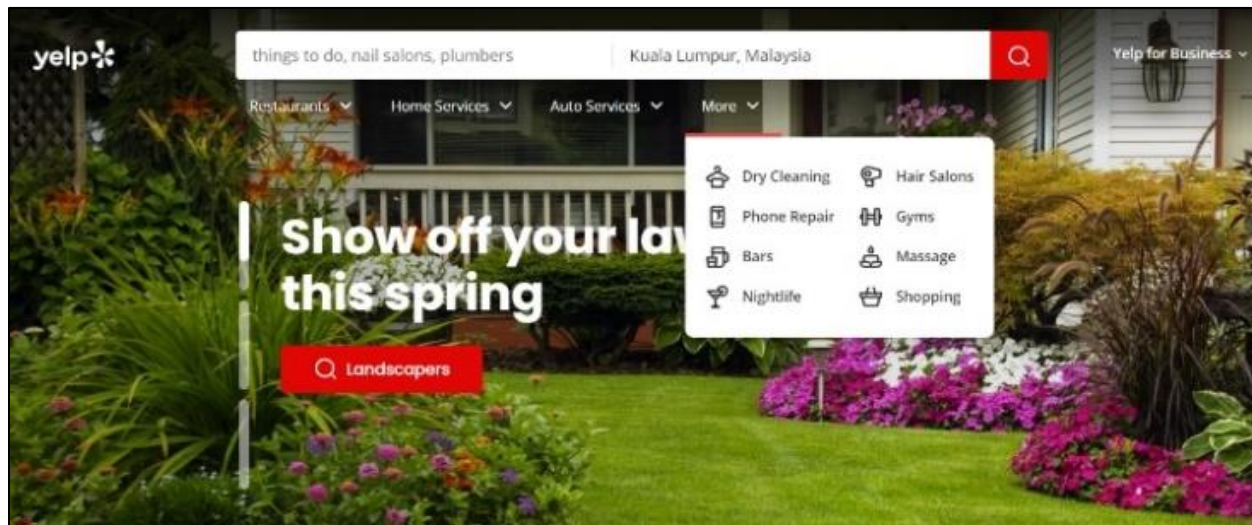 yelp
things to do, nail salons, plumbers
Kuala Lumpur, Malaysia
Yelp for Business
Restaurants
Home Services
Auto Services
More
Dry Cleaning
Hair Salons
Phone Repair
Gyms
Bars
Massage
Nightlife
Shopping
Show off your la
this spring
Landscapers